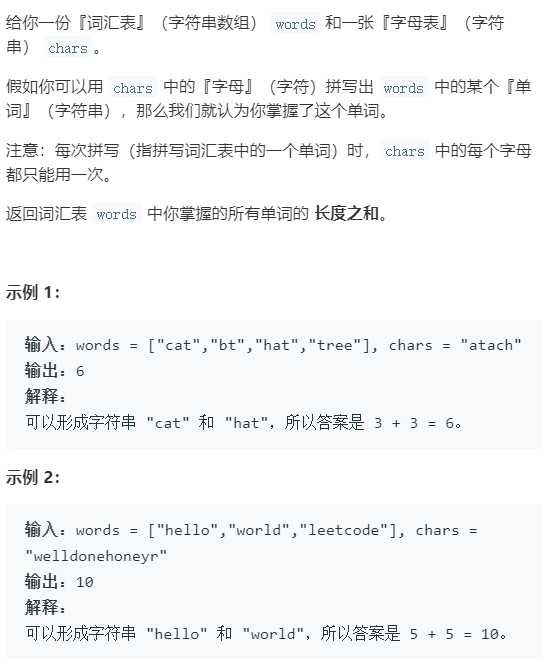 给你一份『词汇表』（字符串数组） words 和一张『字母表』（字符
串） chars 。
假如你可以用 chars 中的『字母』（字符）拼写出 words 中的某个『单
词』（字符串），那么我们就认为你掌握了这个单词。
注意：每次拼写（指拼写词汇表中的一个单词）时，chars 中的每个字母
都只能用一次。
返回词汇表 words 中你掌握的所有单词的 长度之和。
示例 1：
输入：words = ["cat","bt","hat","tree"], chars = "atach"
输出：6
解释：
可以形成字符串 "cat" 和 "hat"，所以答案是 3 + 3 = 6。
示例 2：
输入：words = ["hello","world","leetcode"], chars =
"welldonehoneyr"
输出：10
解释：
可以形成字符串 "hello" 和 "world"，所以答案是 5 + 5 = 10。